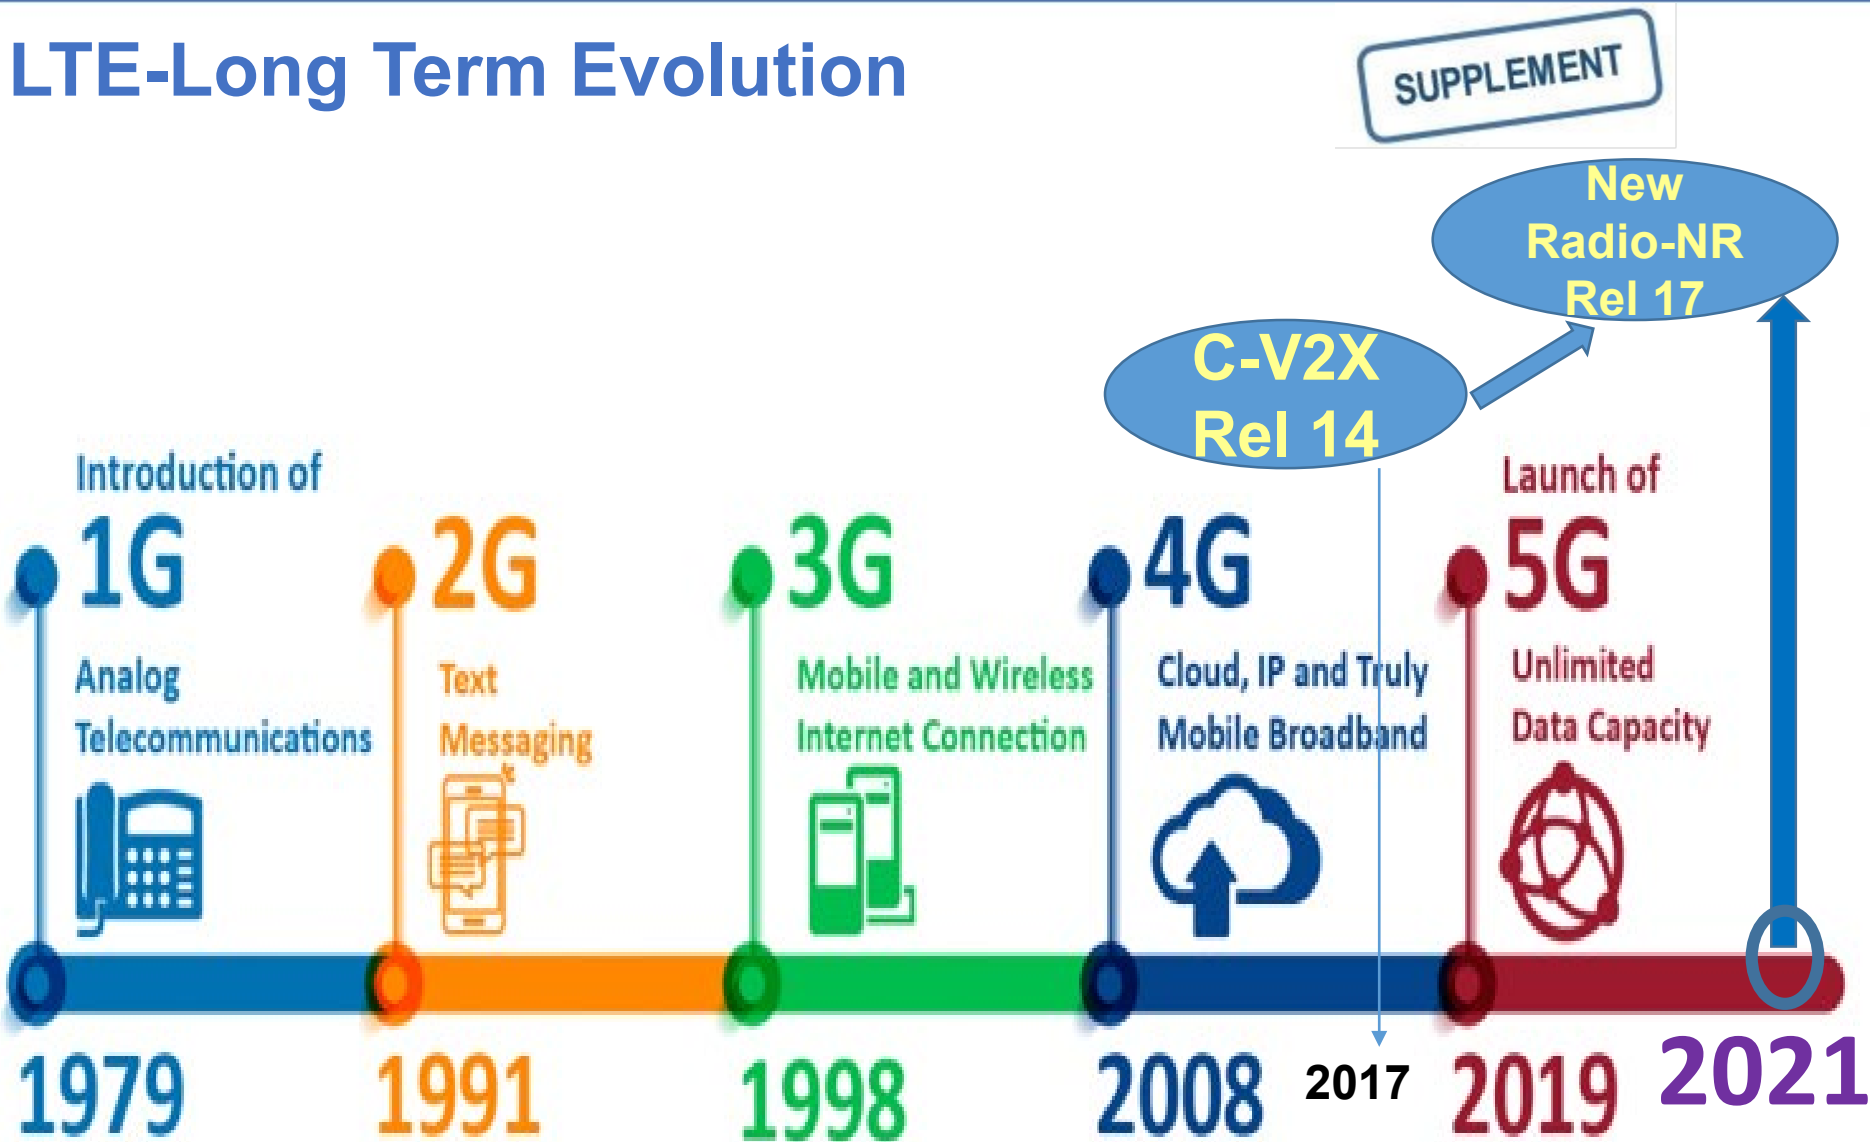 LTE-Long Term Evolution
SUPPLEMENT
New
Radio-NR
Rel 17
C-V2X
Rel 14
Introduction of
1G
Analog
Telecommunications
2G
Text
Messaging
3G
Mobile and Wireless
Internet Connection
4G
Cloud, IP and Truly
Mobile Broadband
Launch of
5G
Unlimited
Data Capacity
1979
1991
1998
2008
2017
2019
2021